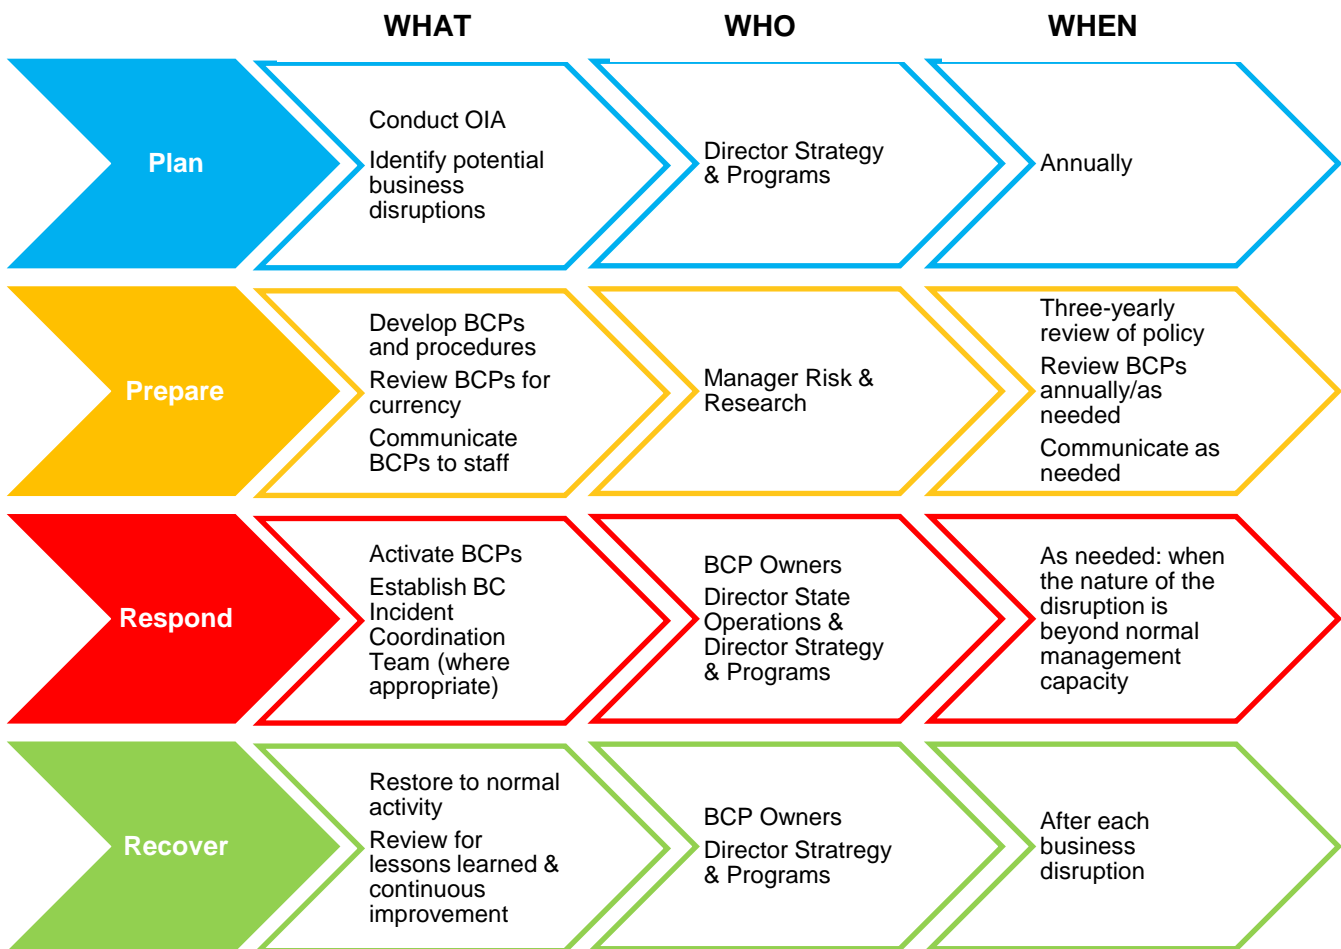 WHAT
WHO
WHEN
Plan
Conduct OIA
Identify potential
business
disruptions
Director Strategy
& Programs
Annually
Prepare
Develop BCPs
and procedures
Review BCPs for
currency
Communicate
BCPs to staff
Manager Risk &
Research
Three-yearly
review of policy
Review BCPs
annually/as
needed
Communicate as
needed
Respond
Activate BCPs
Establish BC
Incident
Coordination
Team (where
appropriate)
BCP Owners
Director State
Operations &
Director Strategy
& Programs
As needed: when
the nature of the
disruption is
beyond normal
management
capacity
Recover
Restore to normal
activity
Review for
lessons learned &
continuous
improvement
BCP Owners
Director Stratregy
& Programs
After each
business
disruption